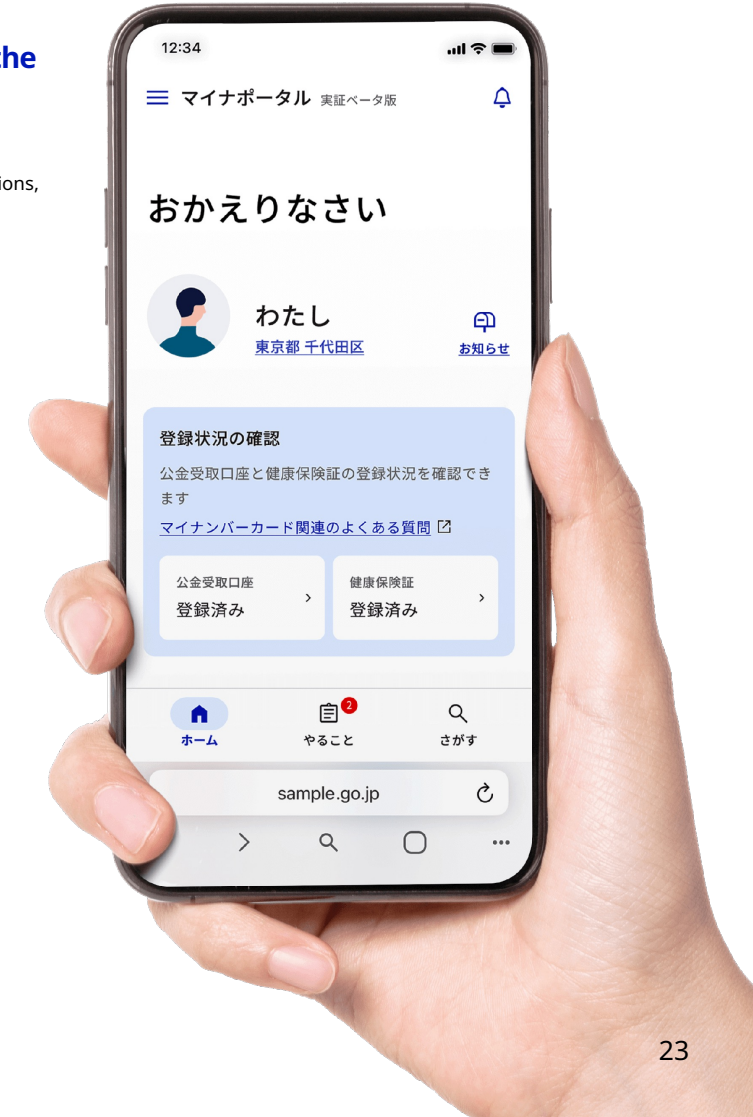 the
ions,
12:34
マイナポータル 実証ベータ版
おかえりなさい
わたし
東京都 千代田区
お知らせ
登録状況の確認
公金受取口座と健康保険証の登録状況を確認でき
ます
マイナンバーカード関連のよくある質問
公金受取口座
登録済み
健康保険証
登録済み
2
ホーム
やること
さがす
sample.go.jp
23